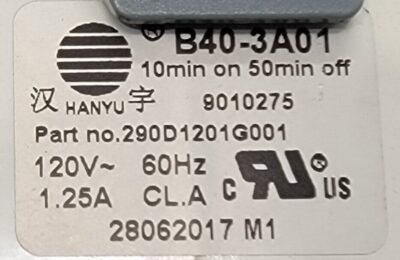 ® B40-3A01
10min on 50min off
汉 HANYU 宇 9010275
Part no.290D1201G001
120V~ 60Hz
1.25A CL.A c RU ® US
28062017 M1